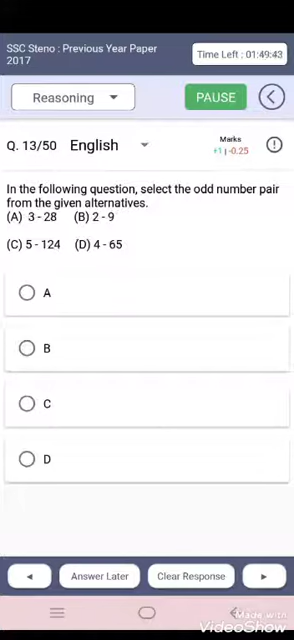 SSC Steno : Previous Year Paper
2017
Time Left : 01:49:43
Reasoning
PAUSE
Q. 13/50 English
Marks
+1 | -0.25
In the following question, select the odd number pair
from the given alternatives.
(A) 3 - 28 (B) 2 - 9
(C) 5 - 124 (D) 4 - 65
A
B
C
D
Answer Later
Clear Response
Made with
VideoShow